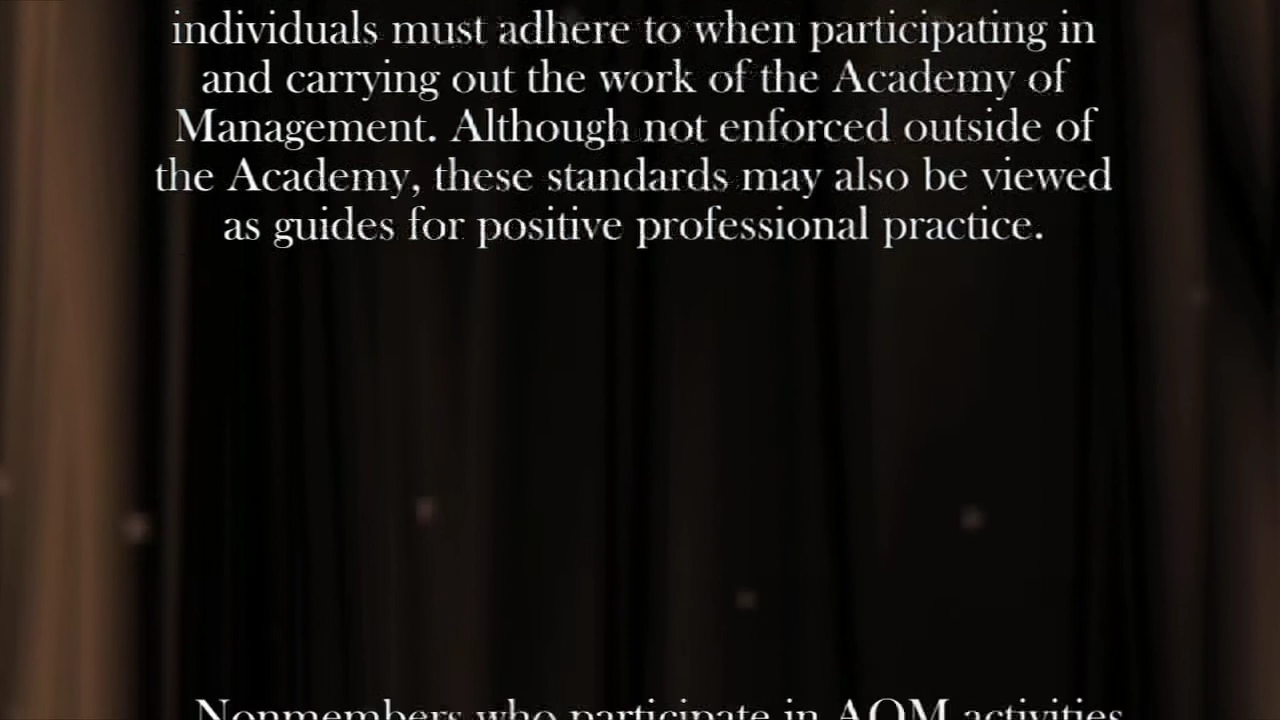 individuals must adhere to when participating in
and carrying out the work of the Academy of
Management. Although not enforced outside of
the Academy, these standards may also be viewed
as guides for positive professional practice.
Nonmembers who participate in AOM activities